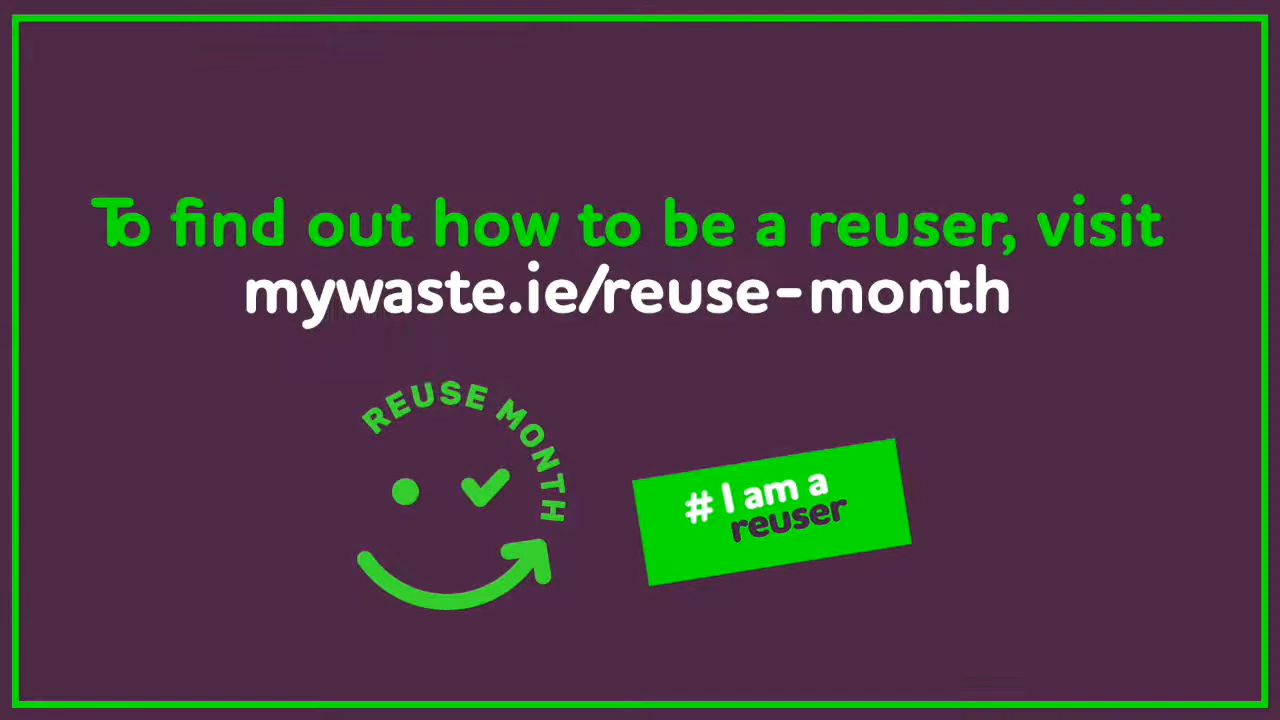 To find out how to be a reuser, visit
mywaste.ie/reuse-month
REUSE MONTH
# I am a
reuser